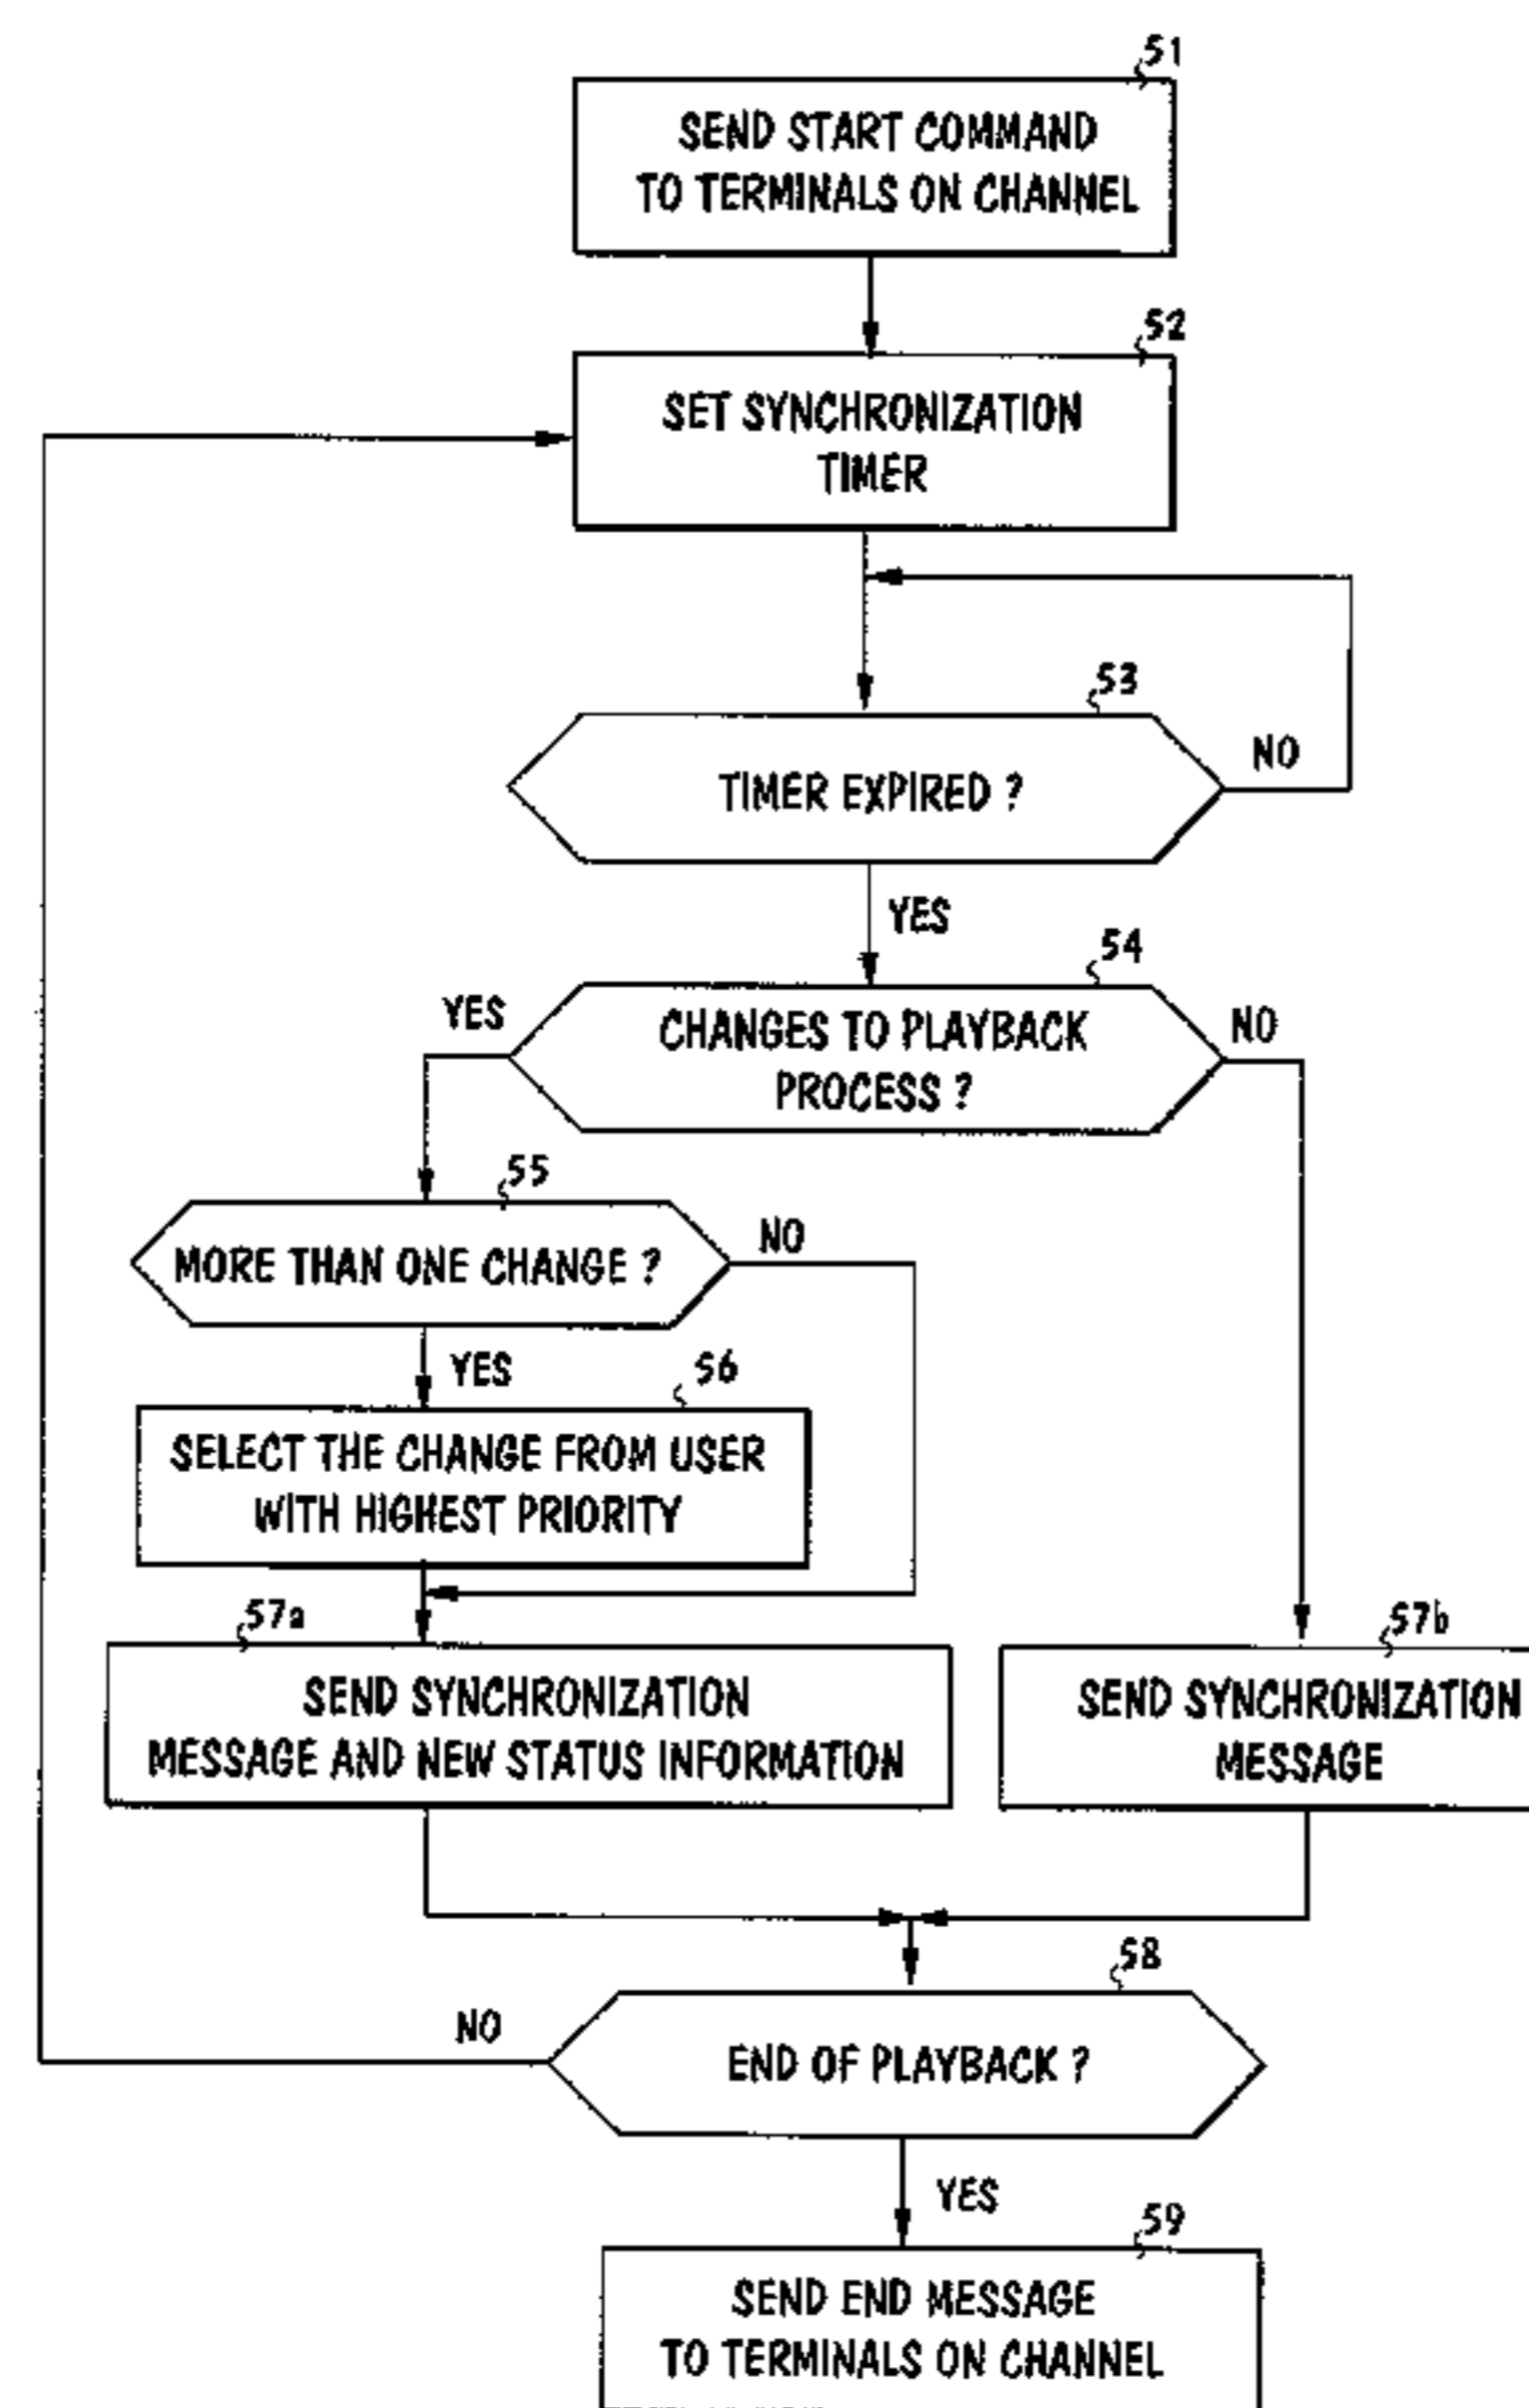 51
SEND START COMMAND
TO TERMINALS ON CHANNEL
52
SET SYNCHRONIZATION
TIMER
53
TIMER EXPIRED ?
NO
YES
54
YES
CHANGES TO PLAYBACK
PROCESS ?
NO
55
MORE THAN ONE CHANGE ?
NO
YES
56
SELECT THE CHANGE FROM USER
WITH HIGHEST PRIORITY
57a
SEND SYNCHRONIZATION
MESSAGE AND NEW STATUS INFORMATION
57b
SEND SYNCHRONIZATION
MESSAGE
58
NO
END OF PLAYBACK ?
YES
59
SEND END MESSAGE
TO TERMINALS ON CHANNEL